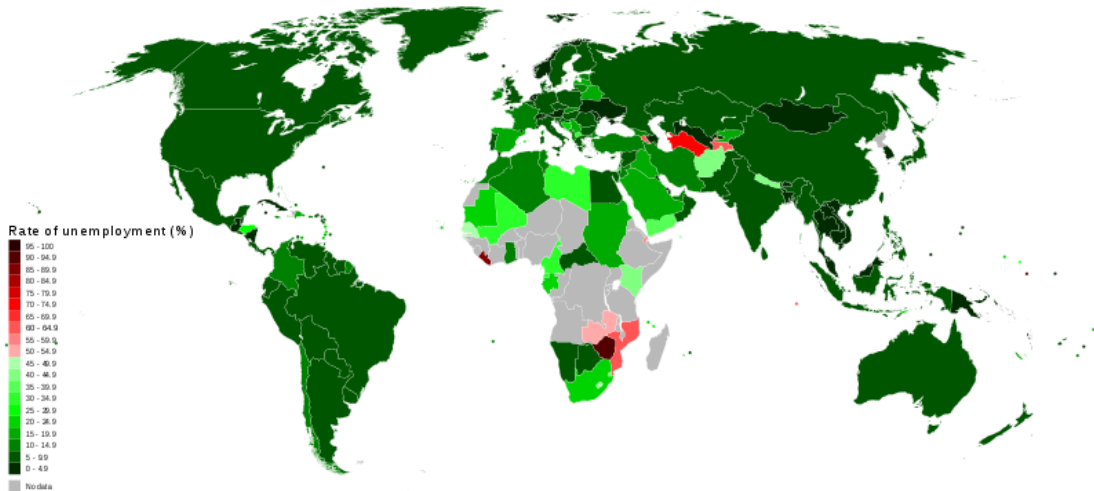 Rate of unemployment (%)
95 - 100
90 - 94.9
85 - 89.9
80 - 84.9
75 - 79.9
70 - 74.9
65 - 69.9
60 - 64.9
55 - 59.9
50 - 54.9
45 - 49.9
40 - 44.9
35 - 39.9
30 - 34.9
25 - 29.9
20 - 24.9
15 - 19.9
10 - 14.9
5 - 9.9
0 - 4.9
No data